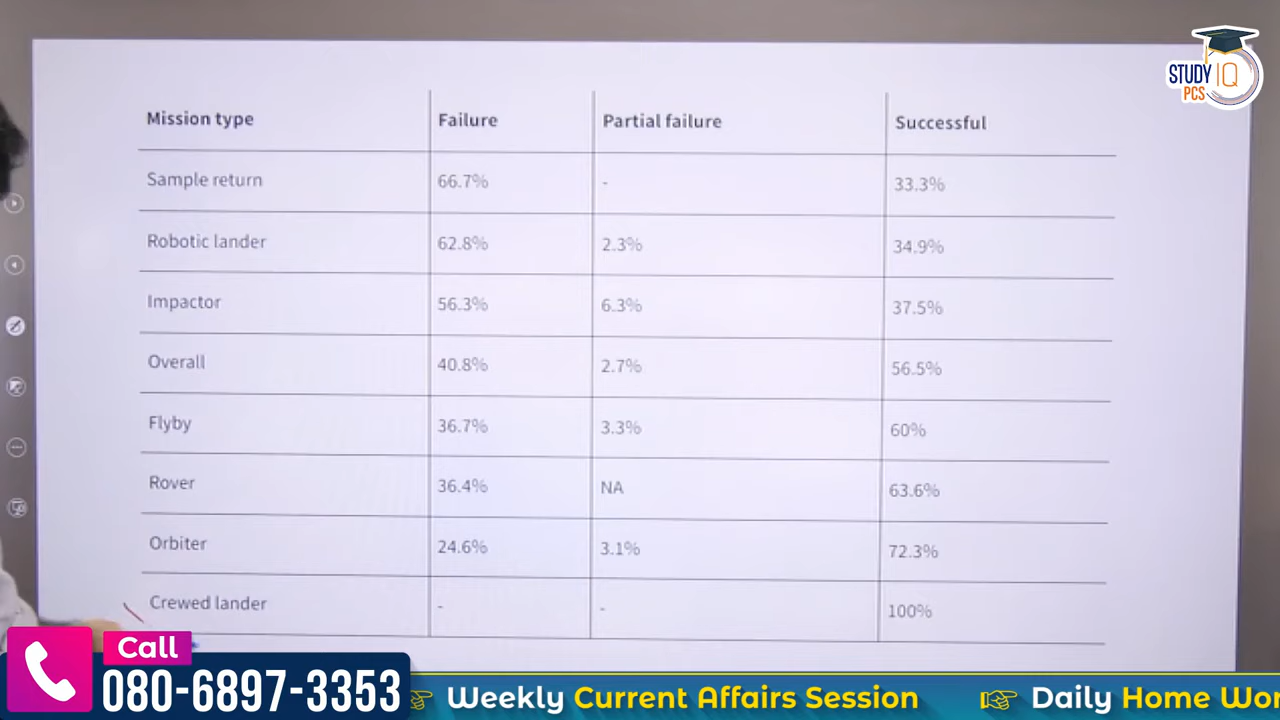 STUDY IQ
PCS
Mission type Failure Partial failure Successful
Sample return 66.7% - 33.3%
Robotic lander 62.8% 2.3% 34.9%
Impactor 56.3% 6.3% 37.5%
Overall 40.8% 2.7% 56.5%
Flyby 36.7% 3.3% 60%
Rover 36.4% NA 63.6%
Orbiter 24.6% 3.1% 72.3%
Crewed lander - - 100%
Call
080-6897-3353
Weekly Current Affairs Session Daily Home Wor